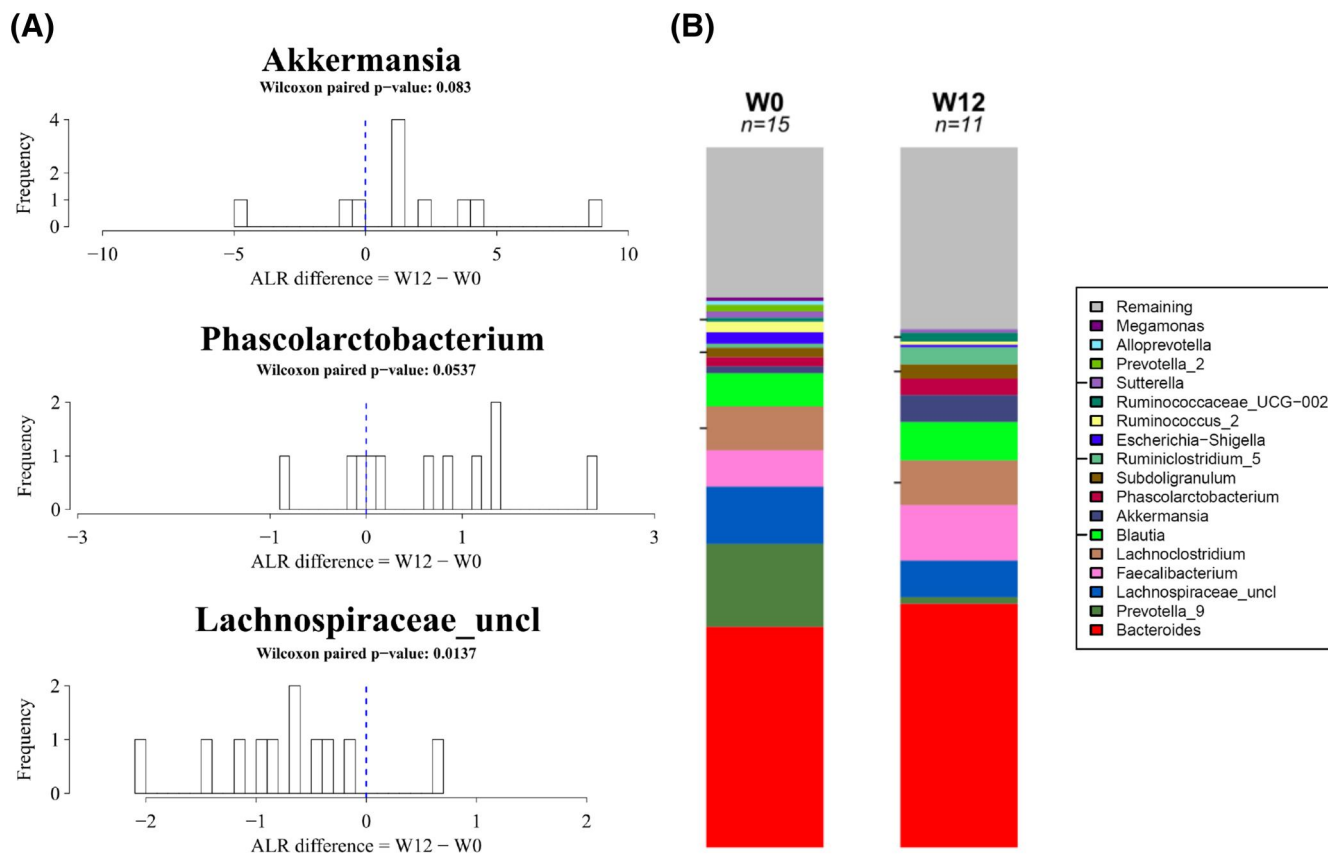 (A)
Akkermansia
Wilcoxon paired p−value: 0.083
Frequency
4
2
1
0
−10
−5
0
5
10
ALR difference = W12 − W0
Phascolarctobacterium
Wilcoxon paired p−value: 0.0537
Frequency
2
1
0
−3
−1
0
1
3
ALR difference = W12 − W0
Lachnospiraceae_uncl
Wilcoxon paired p−value: 0.0137
Frequency
2
1
0
−2
−1
0
1
2
ALR difference = W12 − W0
(B)
W0
n=15
W12
n=11
Remaining
Megamonas
Alloprevotella
Prevotella_2
Sutterella
Ruminococcaceae_UCG−002
Ruminococcus_2
Escherichia-Shigella
Ruminiclostridium_5
Subdoligranulum
Phascolarctobacterium
Akkermansia
Blautia
Lachnoclostridium
Faecalibacterium
Lachnospiraceae_uncl
Prevotella_9
Bacteroides